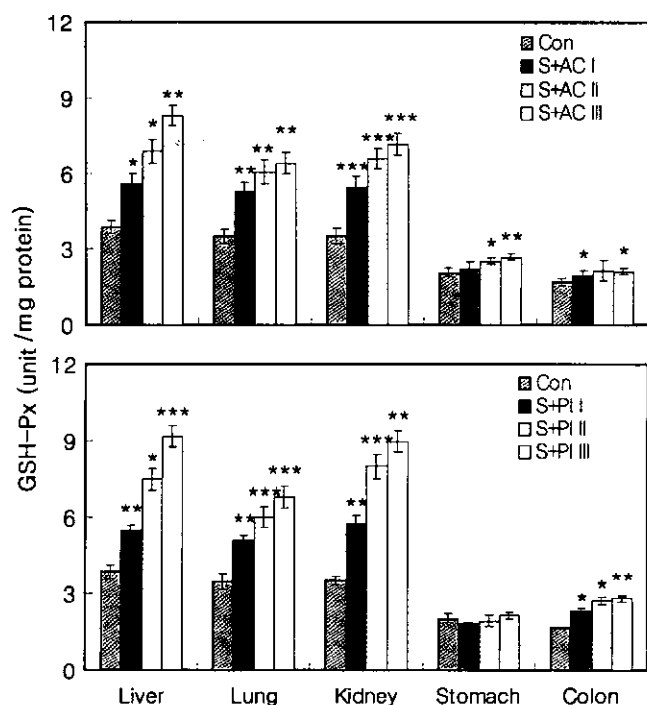 GSH-Px (unit/mg protein)
12
9
6
3
0
Con
S+AC I
S+AC Ii
S+AC III
* * **
** ** **
*** *** ***
* **
* *
12
9
6
3
0
Con
S+PI I
S+PI II
S+PI III
** * ***
** *** ***
** *** **
* * **
Liver Lung Kidney Stomach Colon